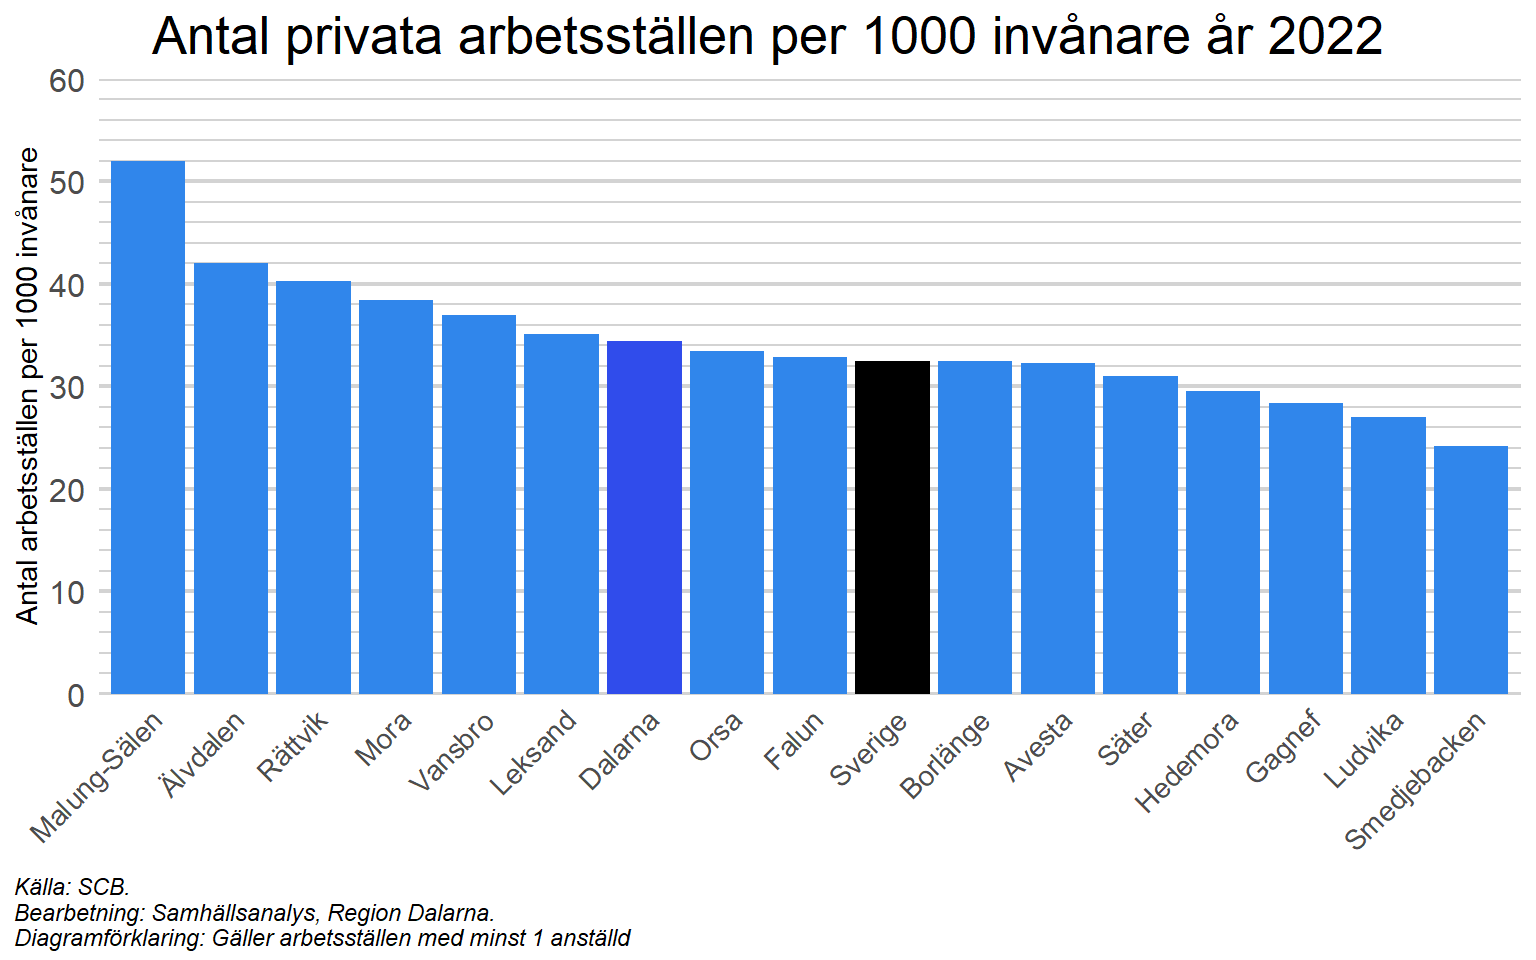 Antal privata arbetsställen per 1000 invånare år 2022
Antal arbetsställen per 1000 invånare
60
50
40
30
20
10
0
Malung-Sälen
Älvdalen
Rättvik
Mora
Vansbro
Leksand
Dalarna
Orsa
Falun
Sverige
Borlänge
Avesta
Säter
Hedemora
Gagnef
Ludvika
Smedjebacken
Källa: SCB.
Bearbetning: Samhällsanalys, Region Dalarna.
Diagramförklaring: Gäller arbetsställen med minst 1 anställd